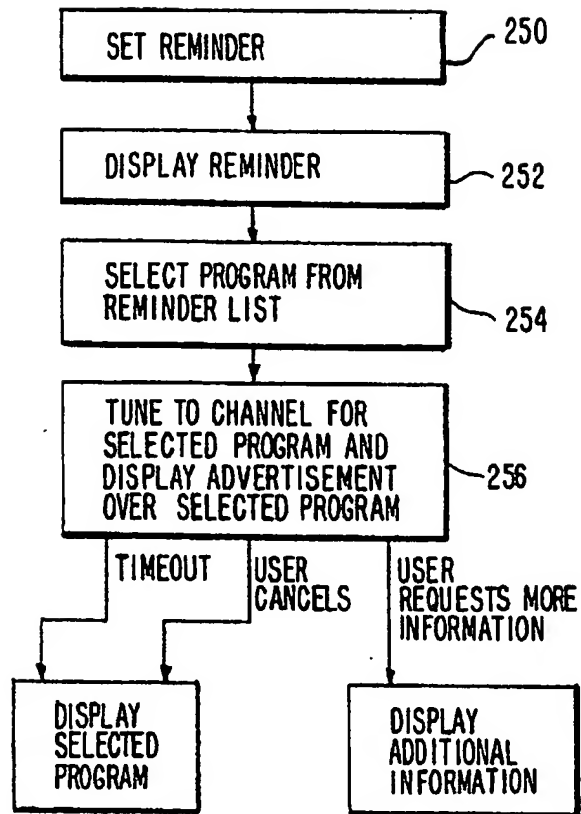 SET REMINDER
250
DISPLAY REMINDER
252
SELECT PROGRAM FROM
REMINDER LIST
254
TUNE TO CHANNEL FOR
SELECTED PROGRAM AND
DISPLAY ADVERTISEMENT
OVER SELECTED PROGRAM
256
TIMEOUT
USER
CANCELS
USER
REQUESTS MORE
INFORMATION
DISPLAY
SELECTED
PROGRAM
DISPLAY
ADDITIONAL
INFORMATION